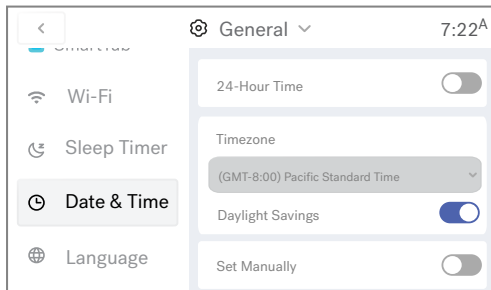 General
7:22A
Wi-Fi
Sleep Timer
Date & Time
Language
24-Hour Time
Timezone
(GMT-8:00) Pacific Standard Time
Daylight Savings
Set Manually